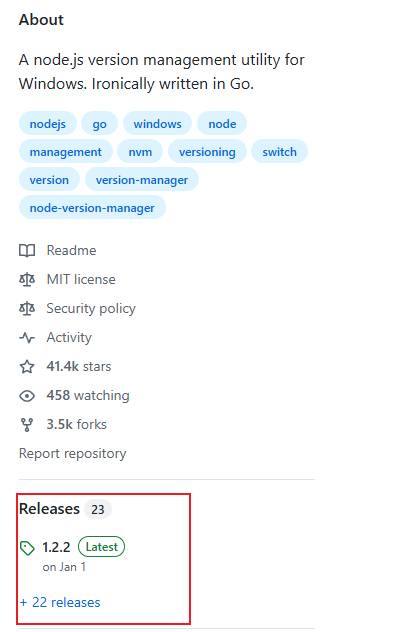 About
A node.js version management utility for
Windows. Ironically written in Go.
nodejs go windows node
management nvm versioning switch
version version-manager
node-version-manager
Readme
MIT license
Security policy
Activity
41.4k stars
458 watching
3.5k forks
Report repository
Releases 23
1.2.2 Latest
on Jan 1
+ 22 releases